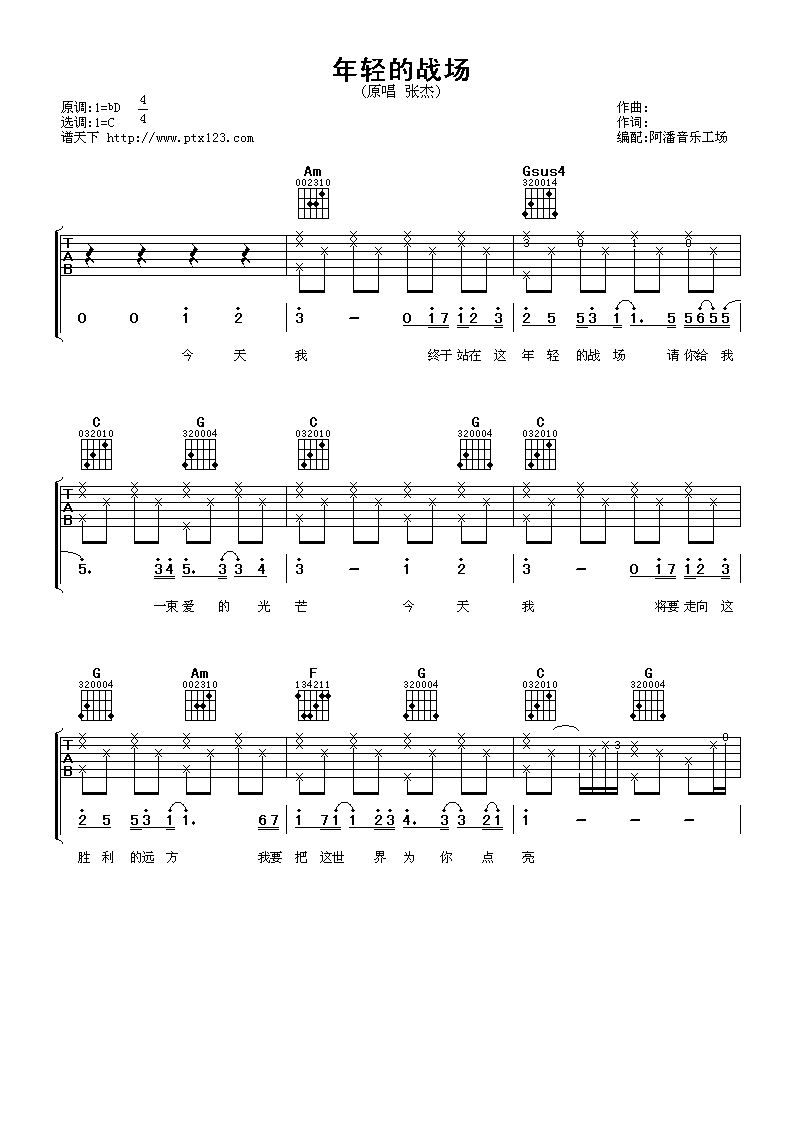 年轻的战场
(原唱 张杰)
原调:1=bD 4/4
选调:1=C
谱天下 http://www.ptx123.com
作曲:
作词:
编配:阿潘音乐工场
Am Gsus4
002310 320014
T
A
B
3 0 1 0
0 0 1 2 3 - 0 17 12 3 2 5 53 1 1. 5 5655
今 天 我 终于 站在 这 年 轻 的战 场 请 你给 我
C G C G C
032010 320004 032010 320004 032010
T
A
B
5. 34 5. 3 3 4 3 - 1 2 3 - 0 17 12 3
一束 爱 的 光 芒 今 天 我 将要 走向 这
G Am F G C G
320004 002310 134211 320004 032010 320004
T
A
B
3 0
2 5 53 1 1. 67 1 71 1 23 4. 3 3 21 1 - - -
胜 利 的远 方 我要 把 这世 界 为 你 点 亮